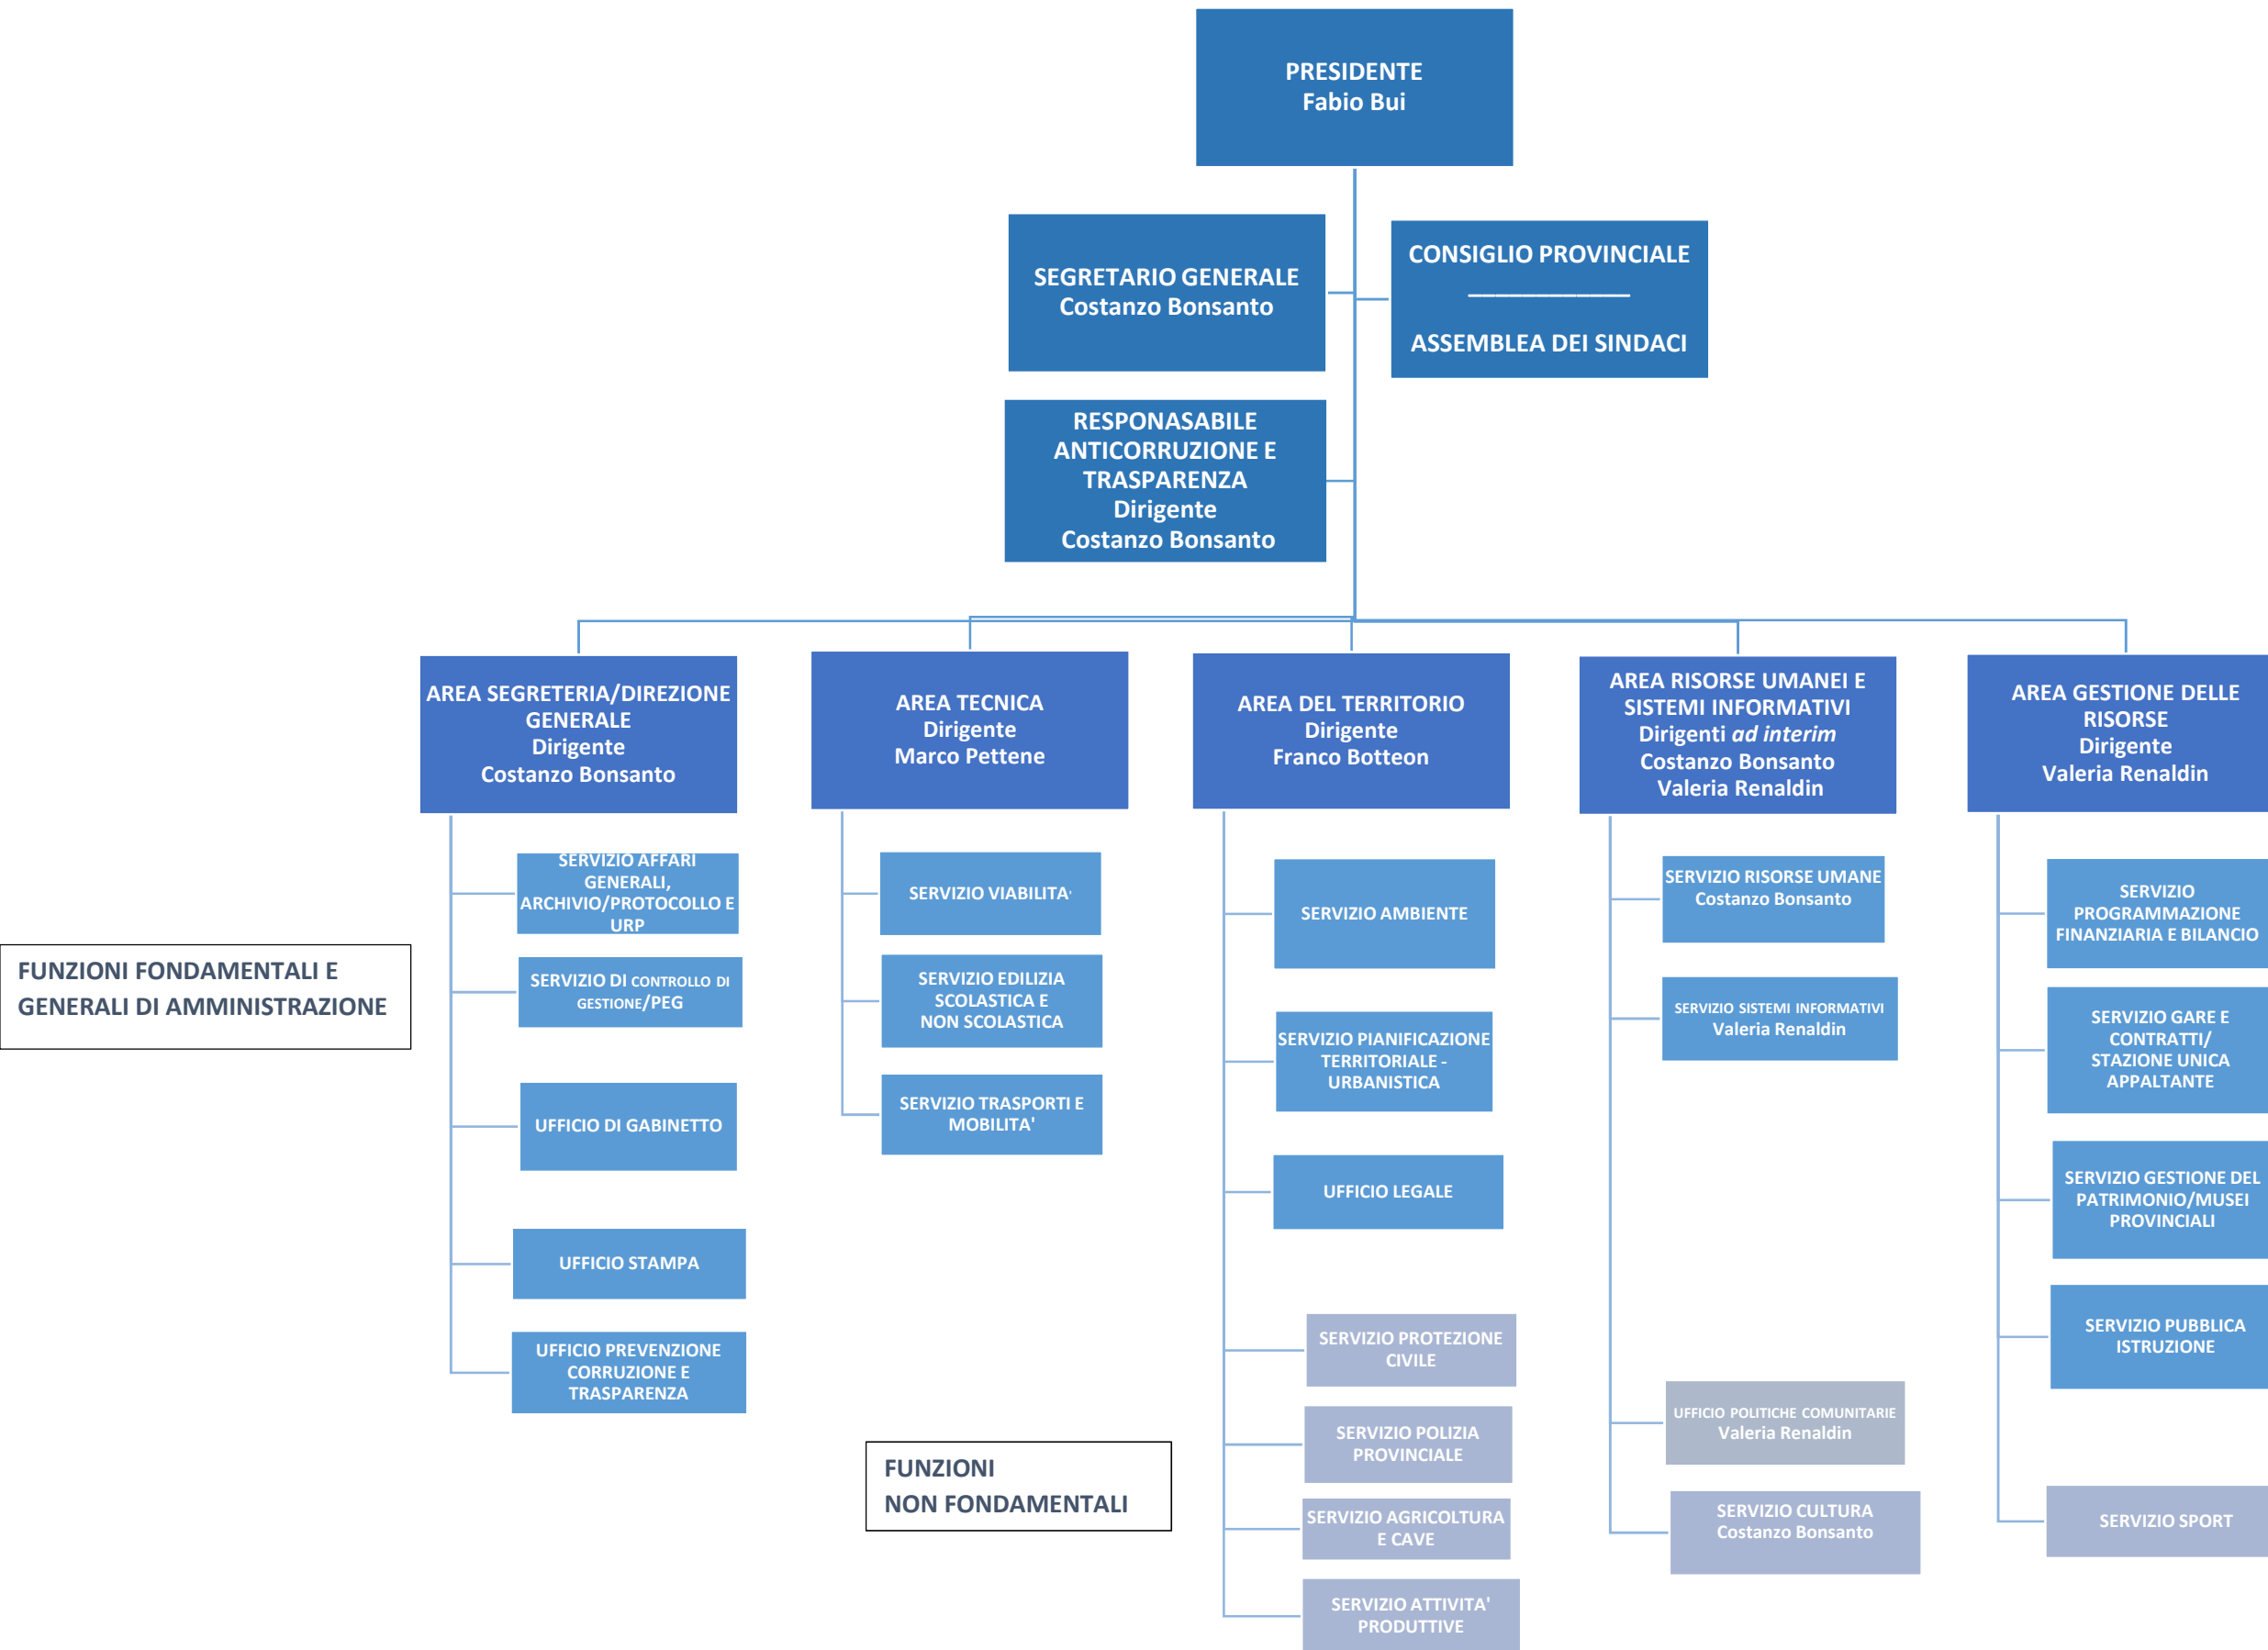 PRESIDENTE
Fabio Bui
SEGRETARIO GENERALE
Costanzo Bonsanto
CONSIGLIO PROVINCIALE
____________
ASSEMBLEA DEI SINDACI
RESPONASABILE
ANTICORRUZIONE E
TRASPARENZA
Dirigente
Costanzo Bonsanto
AREA SEGRETERIA/DIREZIONE
GENERALE
Dirigente
Costanzo Bonsanto
AREA TECNICA
Dirigente
Marco Pettene
AREA DEL TERRITORIO
Dirigente
Franco Botteon
AREA RISORSE UMANEI E
SISTEMI INFORMATIVI
Dirigenti ad interim
Costanzo Bonsanto
Valeria Renaldin
AREA GESTIONE DELLE
RISORSE
Dirigente
Valeria Renaldin
FUNZIONI FONDAMENTALI E
GENERALI DI AMMINISTRAZIONE
SERVIZIO AFFARI
GENERALI,
ARCHIVIO/PROTOCOLLO E
URP
SERVIZIO DI CONTROLLO DI
GESTIONE/PEG
UFFICIO DI GABINETTO
UFFICIO STAMPA
UFFICIO PREVENZIONE
CORRUZIONE E
TRASPARENZA
SERVIZIO VIABILITA'
SERVIZIO EDILIZIA
SCOLASTICA E
NON SCOLASTICA
SERVIZIO TRASPORTI E
MOBILITA'
SERVIZIO AMBIENTE
SERVIZIO PIANIFICAZIONE
TERRITORIALE -
URBANISTICA
UFFICIO LEGALE
SERVIZIO RISORSE UMANE
Costanzo Bonsanto
SERVIZIO SISTEMI INFORMATIVI
Valeria Renaldin
SERVIZIO
PROGRAMMAZIONE
FINANZIARIA E BILANCIO
SERVIZIO GARE E
CONTRATTI/
STAZIONE UNICA
APPALTANTE
SERVIZIO GESTIONE DEL
PATRIMONIO/MUSEI
PROVINCIALI
SERVIZIO PUBBLICA
ISTRUZIONE
FUNZIONI
NON FONDAMENTALI
SERVIZIO PROTEZIONE
CIVILE
SERVIZIO POLIZIA
PROVINCIALE
SERVIZIO AGRICOLTURA
E CAVE
SERVIZIO ATTIVITA'
PRODUTTIVE
UFFICIO POLITICHE COMUNITARIE
Valeria Renaldin
SERVIZIO CULTURA
Costanzo Bonsanto
SERVIZIO SPORT